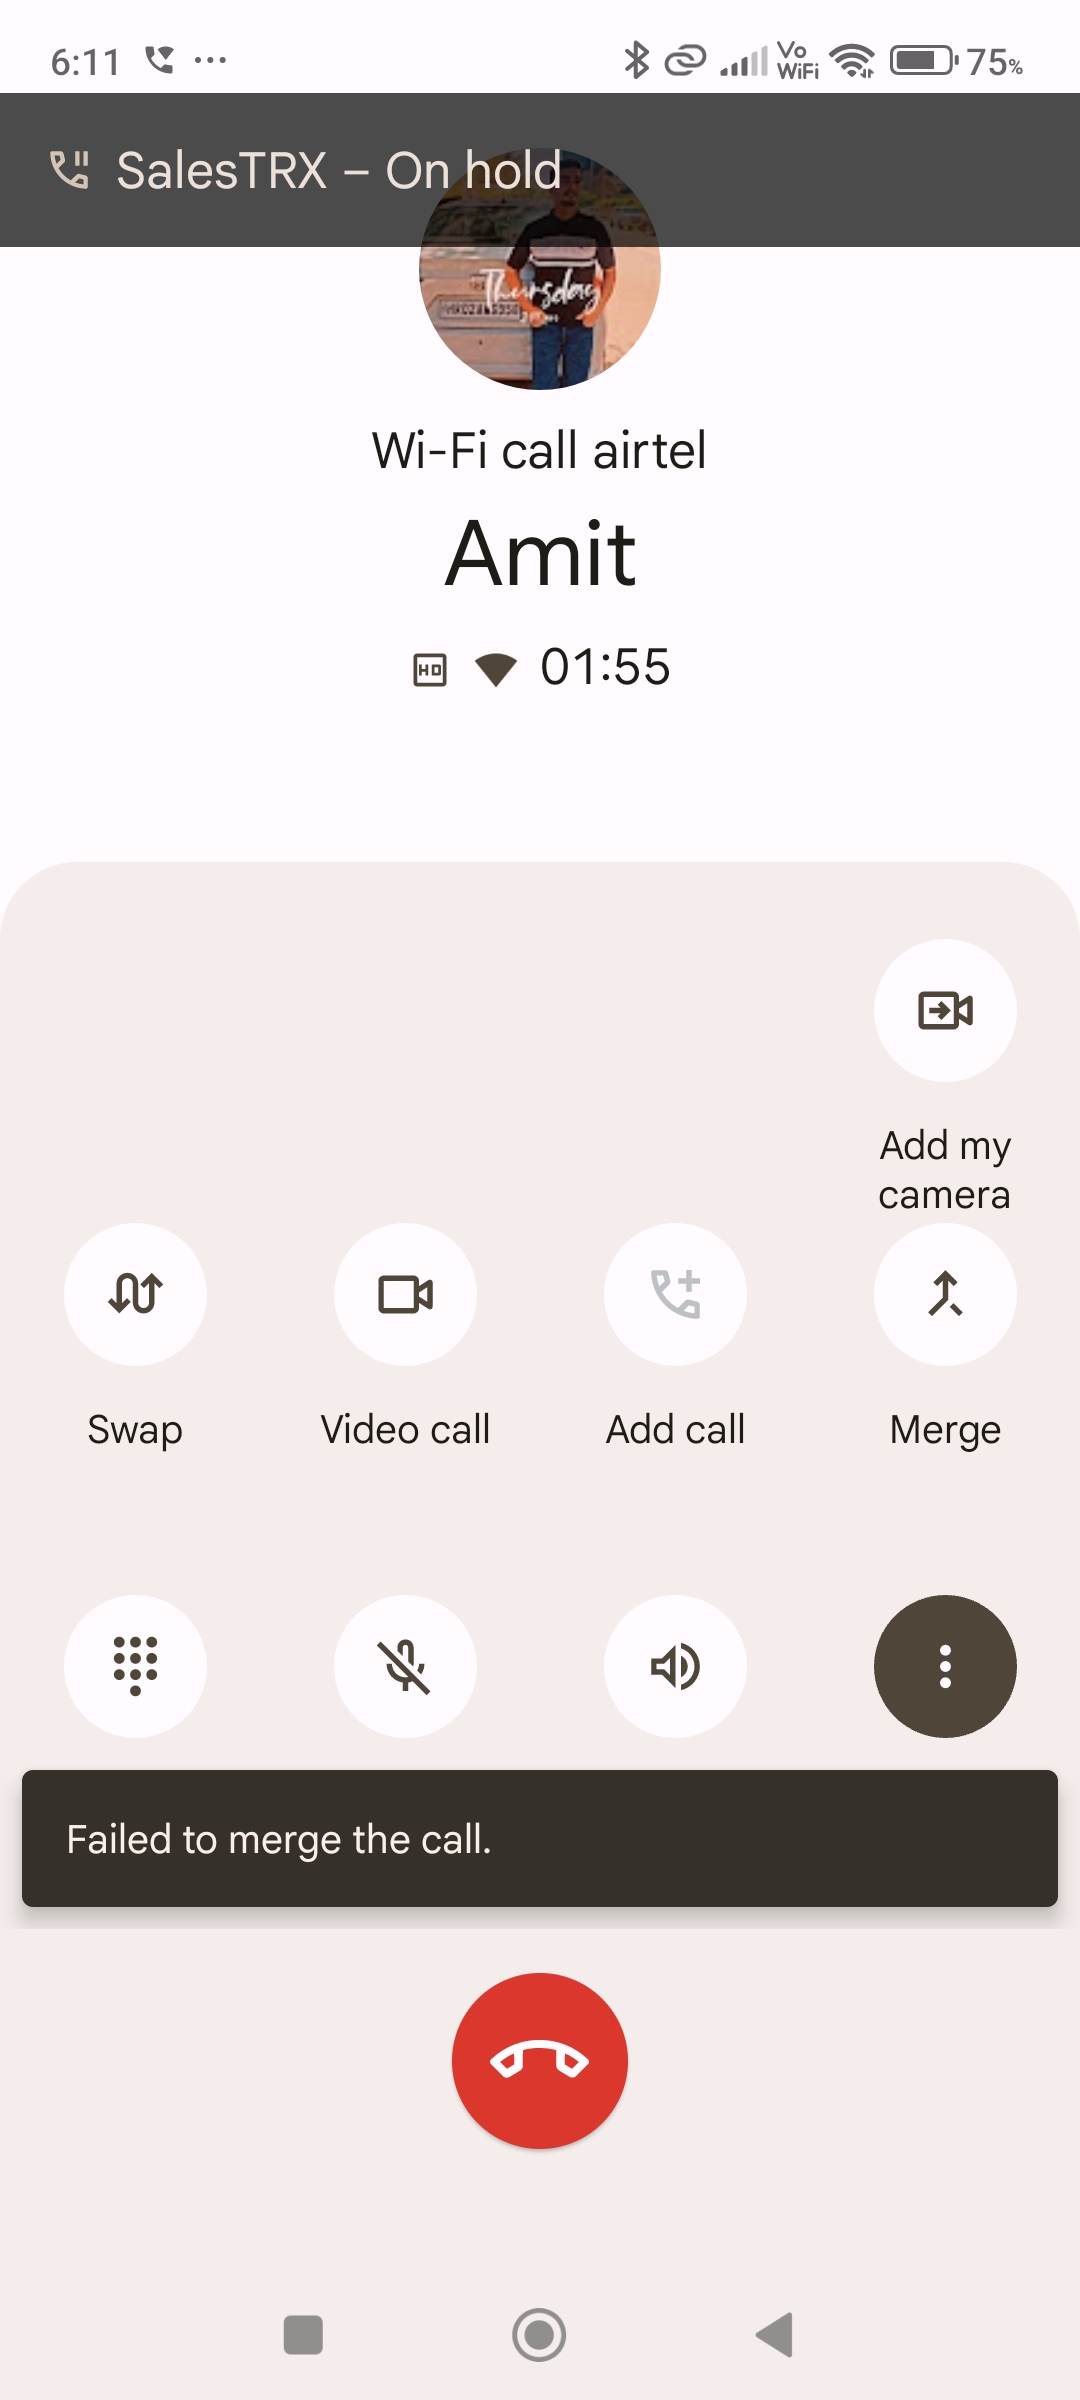 6:11
Vo
WiFi
75%
SalesTRX – On hold
Thursday
Wi-Fi call airtel
Amit
HD
01:55
Add my
camera
Swap
Video call
Add call
Merge
Failed to merge the call.